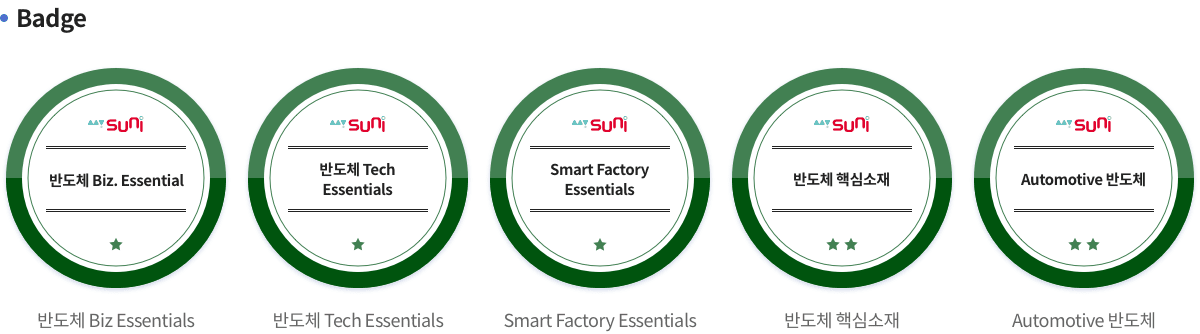 Badge
suni
suni
suni
suni
suni
반도체 Biz. Essential
반도체 Tech
Essentials
Smart Factory
Essentials
반도체 핵심소재
Automotive 반도체
반도체 Biz Essentials
반도체 Tech Essentials
Smart Factory Essentials
반도체 핵심소재
Automotive 반도체